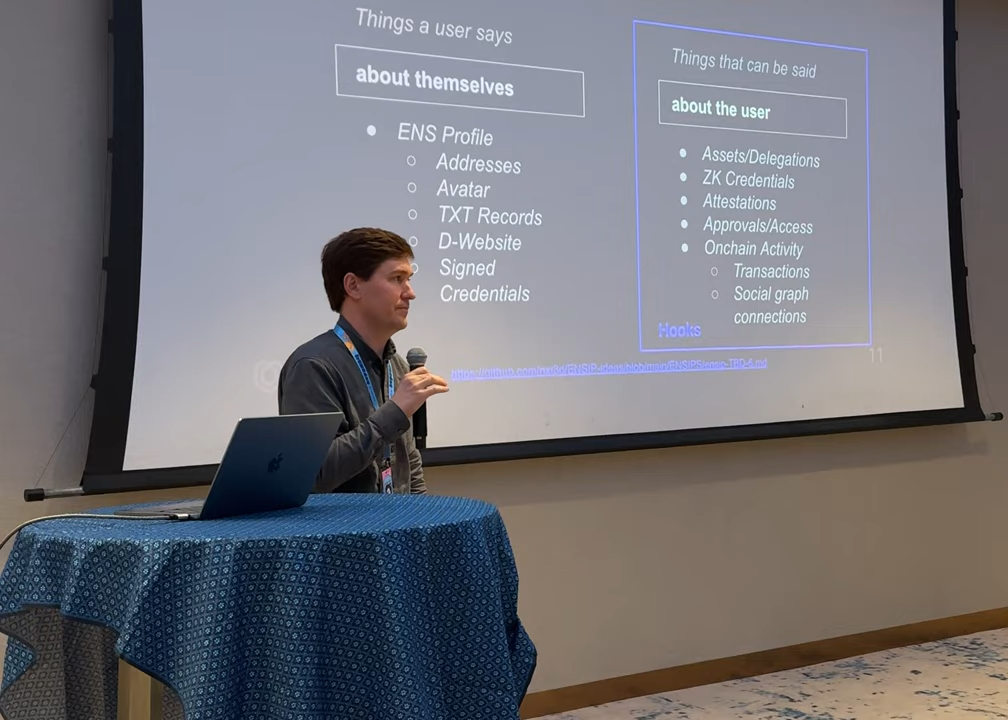 Things a user says
about themselves
ENS Profile
Addresses
Avatar
TXT Records
D-Website
Signed
Credentials
Things that can be said
about the user
Assets/Delegations
ZK Credentials
Attestations
Approvals/Access
Onchain Activity
Transactions
Social graph
connections
Hooks
11